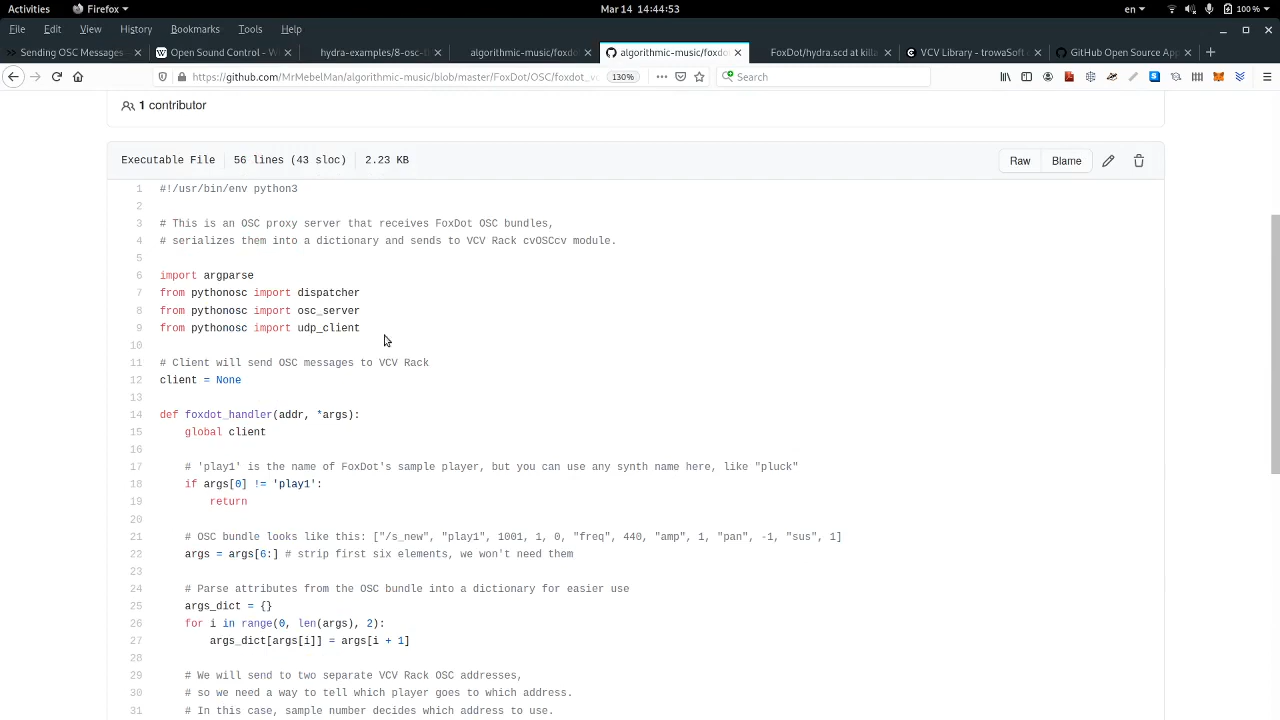 Activities Firefox Mar 14 14:44:53 en 100%
File Edit View History Bookmarks Tools Help
Sending OSC Messages Open Sound Control - W hydra-examples/8-osc-f algorithmic-music/foxdo algorithmic-music/foxdo FoxDot/hydra.scd at killa VCV Library - trowaSoft GitHub Open Source App
https://github.com/MrMebelMan/algorithmic-music/blob/master/FoxDot/OSC/foxdot_vc 130% Search
1 contributor
Executable File 56 lines (43 sloc) 2.23 KB Raw Blame
1 #!/usr/bin/env python3
2
3 # This is an OSC proxy server that receives FoxDot OSC bundles,
4 # serializes them into a dictionary and sends to VCV Rack cvOSCcv module.
5
6 import argparse
7 from pythonosc import dispatcher
8 from pythonosc import osc_server
9 from pythonosc import udp_client
10
11 # Client will send OSC messages to VCV Rack
12 client = None
13
14 def foxdot_handler(addr, *args):
15 global client
16
17 # 'play1' is the name of FoxDot's sample player, but you can use any synth name here, like "pluck"
18 if args[0] != 'play1':
19 return
20
21 # OSC bundle looks like this: ["/s_new", "play1", 1001, 1, 0, "freq", 440, "amp", 1, "pan", -1, "sus", 1]
22 args = args[6:] # strip first six elements, we won't need them
23
24 # Parse attributes from the OSC bundle into a dictionary for easier use
25 args_dict = {}
26 for i in range(0, len(args), 2):
27 args_dict[args[i]] = args[i + 1]
28
29 # We will send to two separate VCV Rack OSC addresses,
30 # so we need a way to tell which player goes to which address.
31 # In this case, sample number decides which address to use.